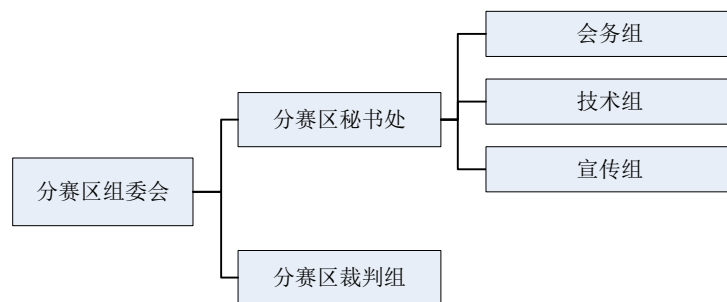 会务组
分赛区秘书处
技术组
宣传组
分赛区组委会
分赛区裁判组